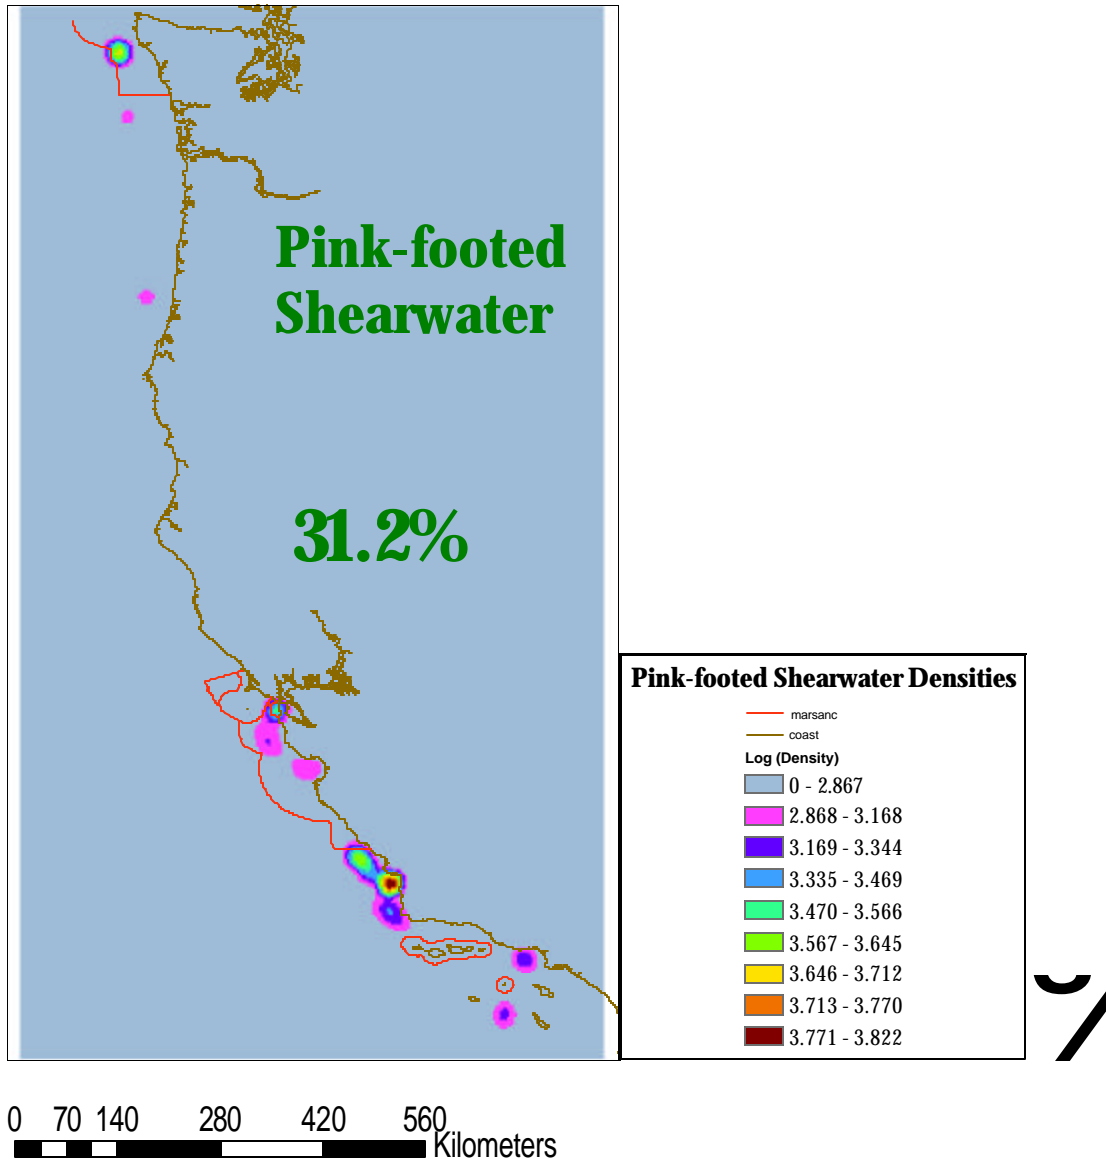 Pink-footed
Shearwater
31.2%
Pink-footed Shearwater Densities
marsanc
coast
Log (Density)
0 - 2.867
2.868 - 3.168
3.169 - 3.344
3.335 - 3.469
3.470 - 3.566
3.567 - 3.645
3.646 - 3.712
3.713 - 3.770
3.771 - 3.822
0 70 140 280 420 560
Kilometers